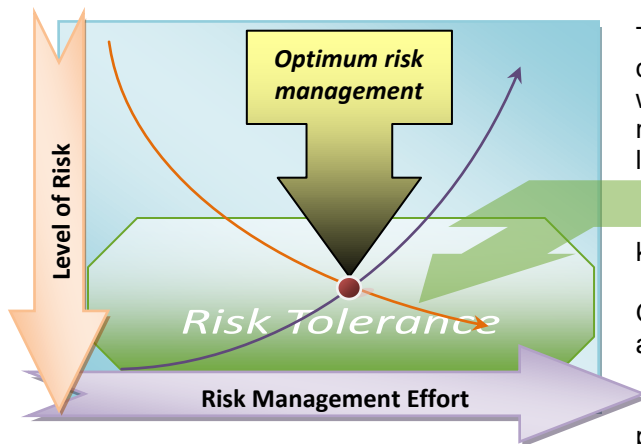 Optimum risk
management
Level of Risk
Risk Tolerance
Risk Management Effort